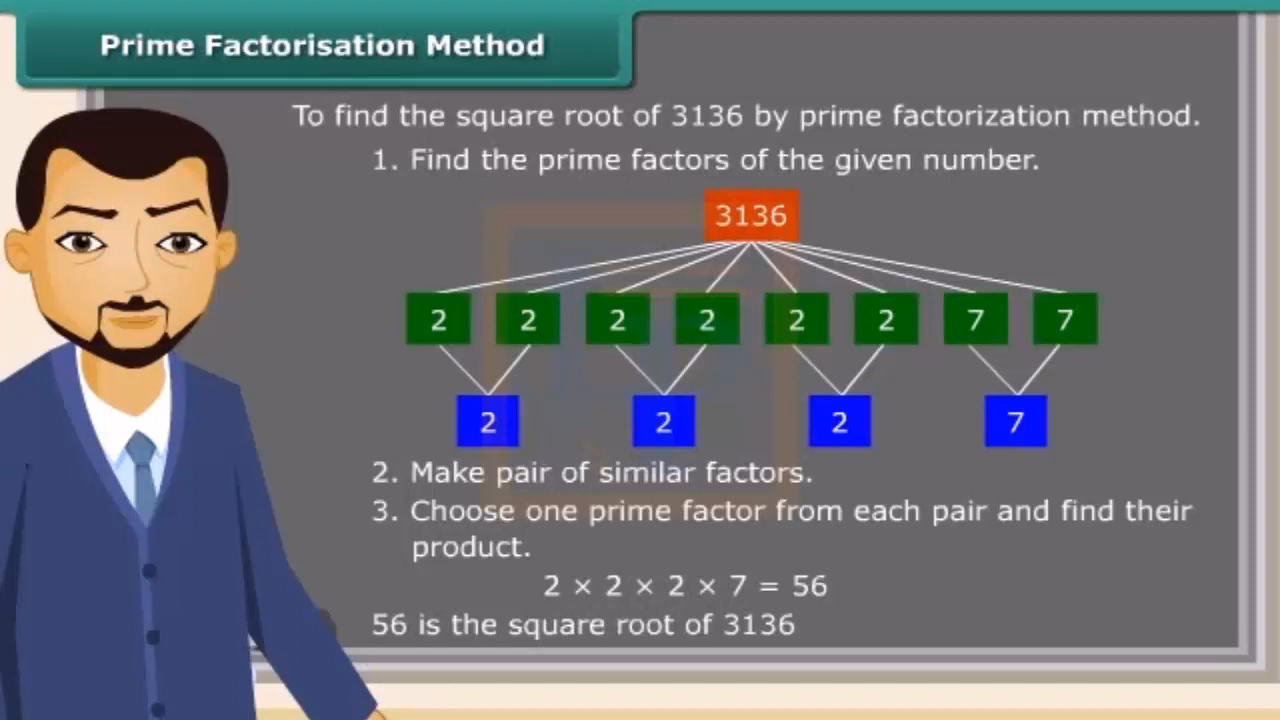 Prime Factorisation Method
To find the square root of 3136 by prime factorization method.
1. Find the prime factors of the given number.
3136
2 2 2 2 2 2 7 7
2 2 2 7
2. Make pair of similar factors.
3. Choose one prime factor from each pair and find their
product.
2 × 2 × 2 × 7 = 56
56 is the square root of 3136